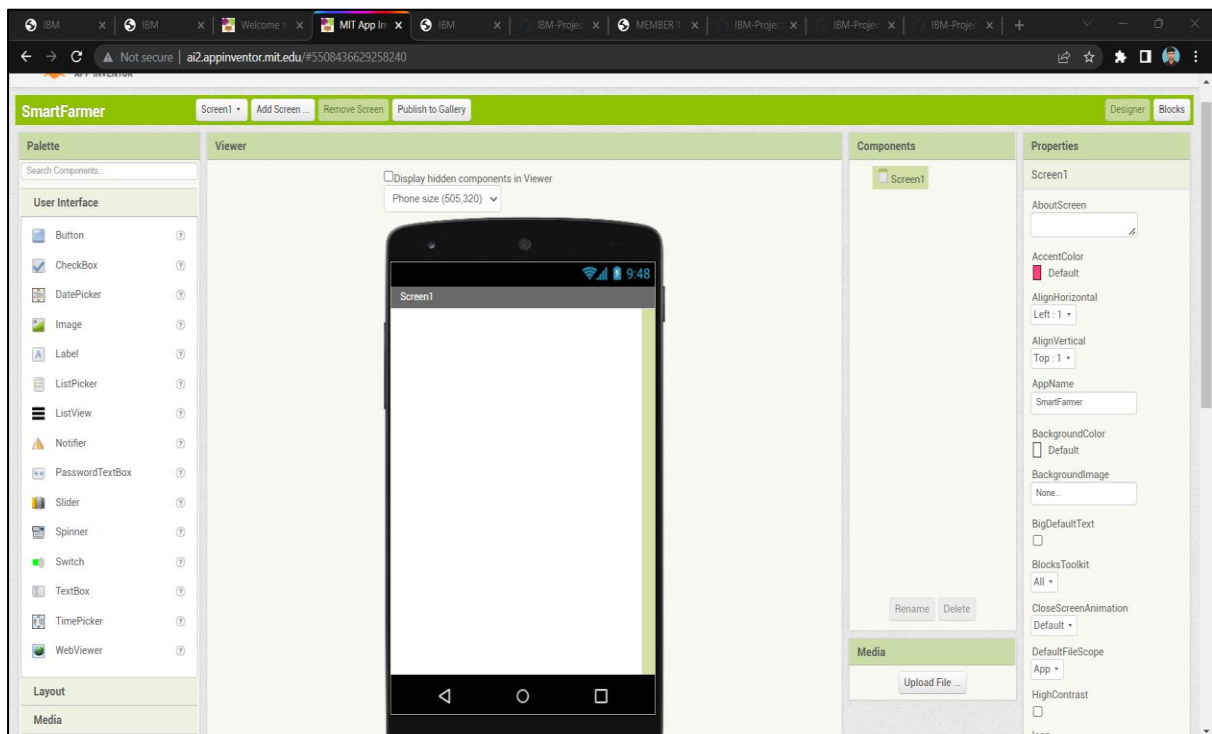 IBM
IBM
Welcome t
MIT App In
IBM
IBM-Projec
MEMBER 1
IBM-Projec
IBM-Projec
IBM-Projec
Not secure | ai2.appinventor.mit.edu/#5508436629258240
APP INVENTOR
SmartFarmer
Screen1
Add Screen ...
Remove Screen
Publish to Gallery
Designer
Blocks
Palette
Search Components...
User Interface
Button
CheckBox
DatePicker
Image
Label
ListPicker
ListView
Notifier
PasswordTextBox
Slider
Spinner
Switch
TextBox
TimePicker
WebViewer
Layout
Media
Viewer
Display hidden components in Viewer
Phone size (505,320)
9:48
Screen1
Components
Screen1
Rename
Delete
Media
Upload File ...
Properties
Screen1
AboutScreen
AccentColor
Default
AlignHorizontal
Left : 1
AlignVertical
Top : 1
AppName
SmartFarmer
BackgroundColor
Default
BackgroundImage
None...
BigDefaultText
BlocksToolkit
All
CloseScreenAnimation
Default
DefaultFileScope
App
HighContrast